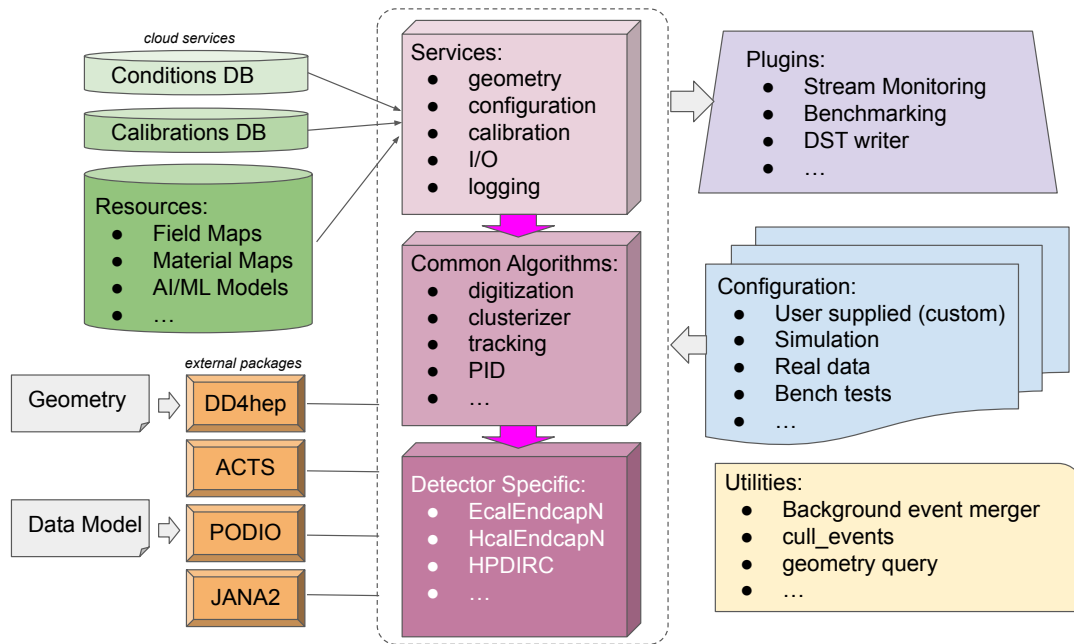 cloud services
Conditions DB
Calibrations DB
Resources:
● Field Maps
● Material Maps
● AI/ML Models
● …
external packages
Geometry
DD4hep
ACTS
Data Model
PODIO
JANA2
Services:
● geometry
● configuration
● calibration
● I/O
● logging
Common Algorithms:
● digitization
● clusterizer
● tracking
● PID
● …
Detector Specific:
● EcalEndcapN
● HcalEndcapN
● HPDIRC
● …
Plugins:
● Stream Monitoring
● Benchmarking
● DST writer
● …
Configuration:
● User supplied (custom)
● Simulation
● Real data
● Bench tests
● …
Utilities:
● Background event merger
● cull_events
● geometry query
● …